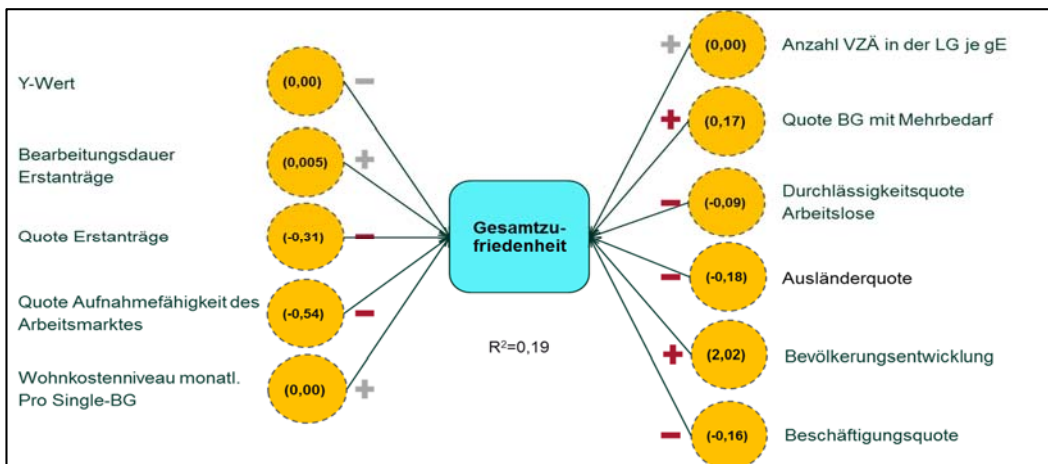 Y-Wert
(0,00)
−
Bearbeitungsdauer
Erstanträge
(0,005)
+
Quote Erstanträge
(-0,31)
−
Quote Aufnahmefähigkeit des
Arbeitsmarktes
(-0,54)
−
Wohnkostenniveau monatl.
Pro Single-BG
(0,00)
+
Gesamtzu-
friedenheit
R²=0,19
+
(0,00)
Anzahl VZÄ in der LG je gE
+
(0,17)
Quote BG mit Mehrbedarf
−
(-0,09)
Durchlässigkeitsquote
Arbeitslose
−
(-0,18)
Ausländerquote
+
(2,02)
Bevölkerungsentwicklung
−
(-0,16)
Beschäftigungsquote